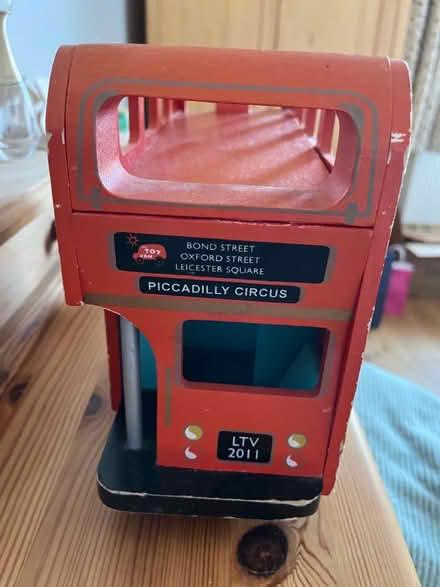 TOY
VAN
BOND STREET
OXFORD STREET
LEICESTER SQUARE
PICCADILLY CIRCUS
LTV
2011